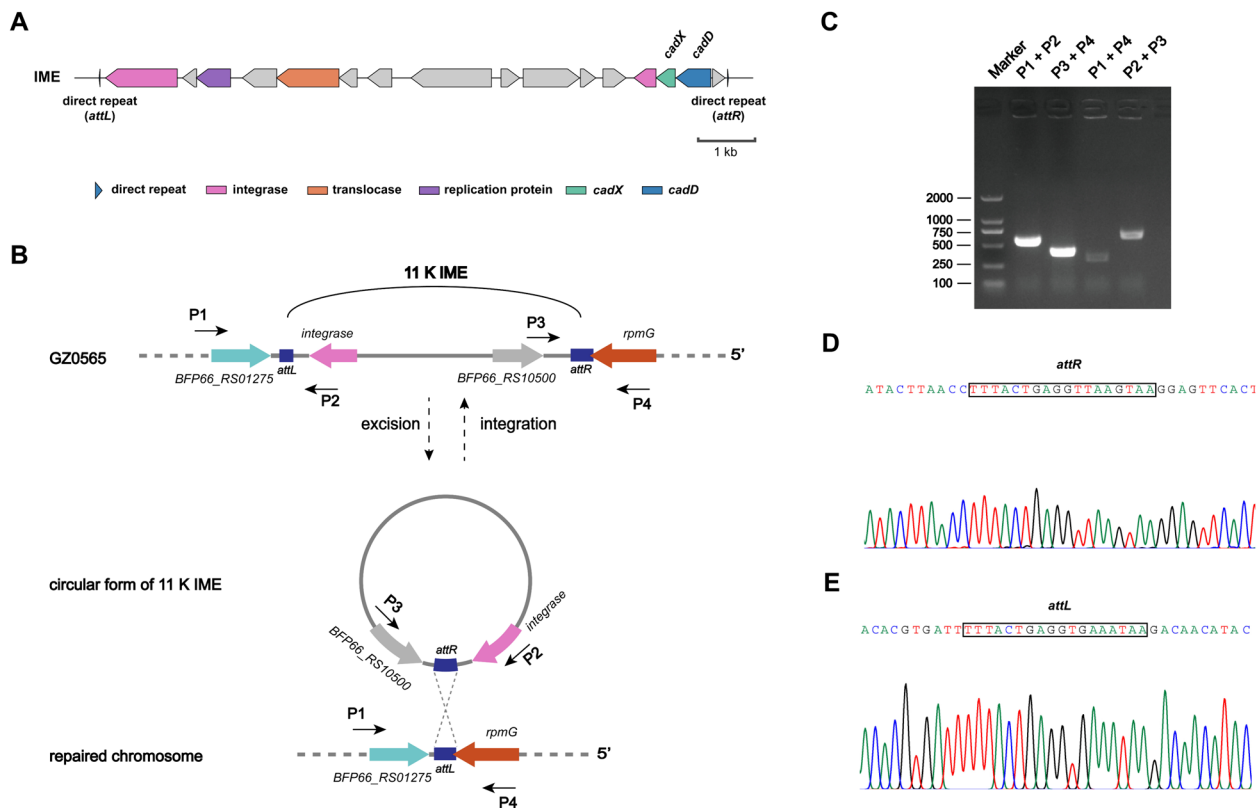 A
cadX
cadD
IME
direct repeat
(attL)
direct repeat
(attR)
1 kb
direct repeat
integrase
translocase
replication protein
cadX
cadD
B
11 K IME
P1
P3
integrase
rpmG
GZ0565
5'
BFP66_RS01275
attL
BFP66_RS10500
attR
P2
P4
excision
integration
circular form of 11 K IME
P3
integrase
BFP66_RS10500
attR
P2
P1
rpmG
repaired chromosome
5'
BFP66_RS01275
attL
P4
C
Marker
P1 + P2
P3 + P4
P1 + P4
P2 + P3
2000
1000
750
500
250
100
D
attR
ATACTTAACCTTTACTGAGGTTAAGTAAGGAGTTCACT
E
attL
ACACGTGATTTTTACTGAGGTGAAATAAGACAACATAC